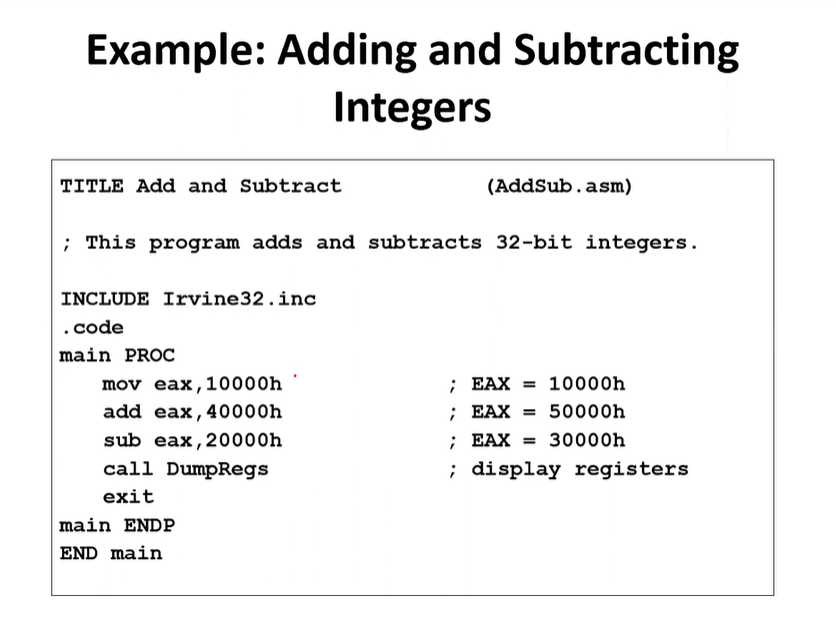 Example: Adding and Subtracting
Integers
TITLE Add and Subtract (AddSub.asm)
; This program adds and subtracts 32-bit integers.
INCLUDE Irvine32.inc
.code
main PROC
mov eax,10000h ; EAX = 10000h
add eax,40000h ; EAX = 50000h
sub eax,20000h ; EAX = 30000h
call DumpRegs ; display registers
exit
main ENDP
END main